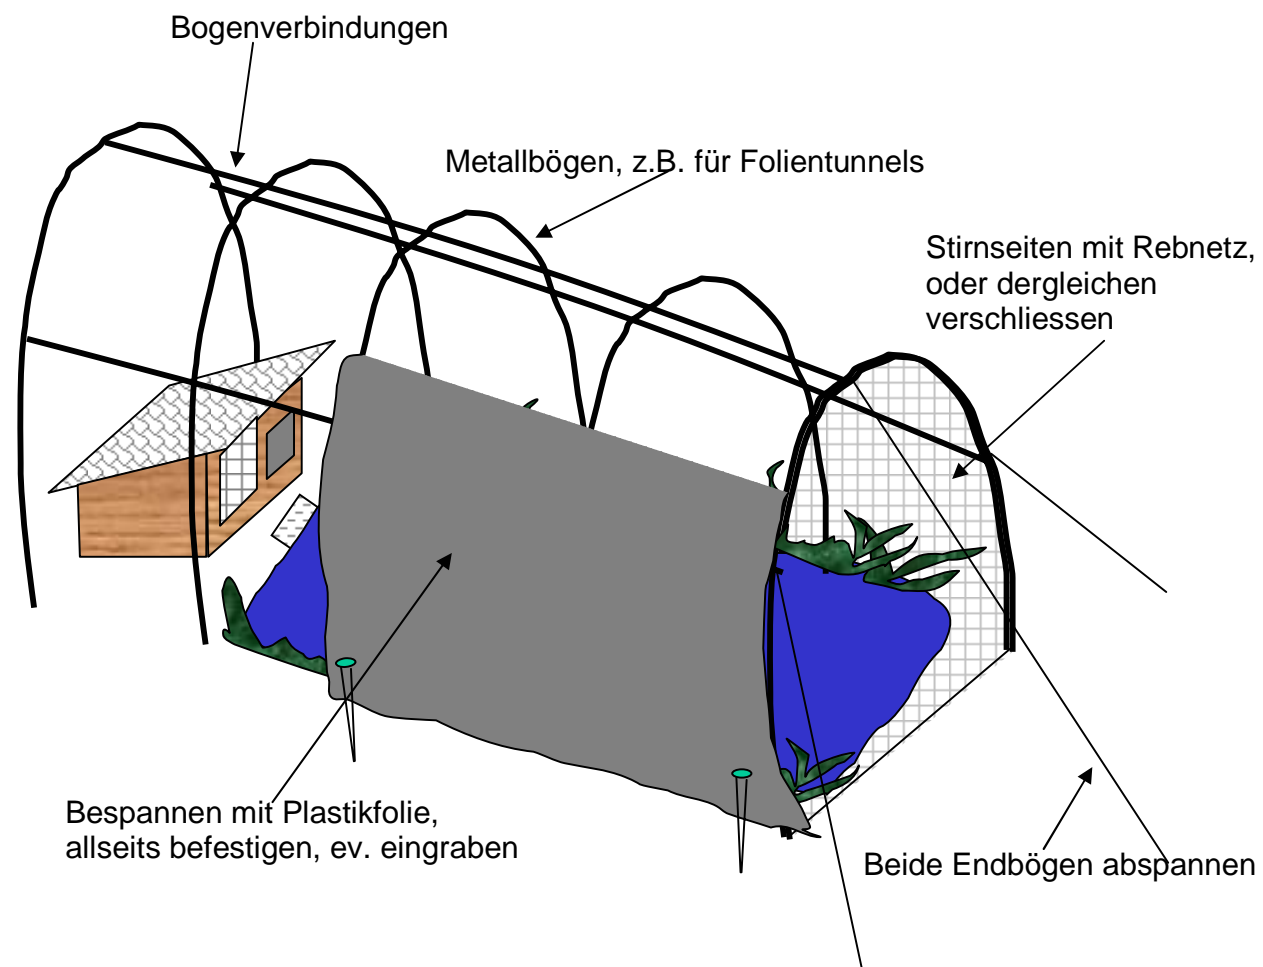 Bogenverbindungen
Metallbögen, z.B. für Folientunnels
Stirnseiten mit Rebnetz,
oder dergleichen
verschliessen
Bespannen mit Plastikfolie,
allseits befestigen, ev. eingraben
Beide Endbögen abspannen